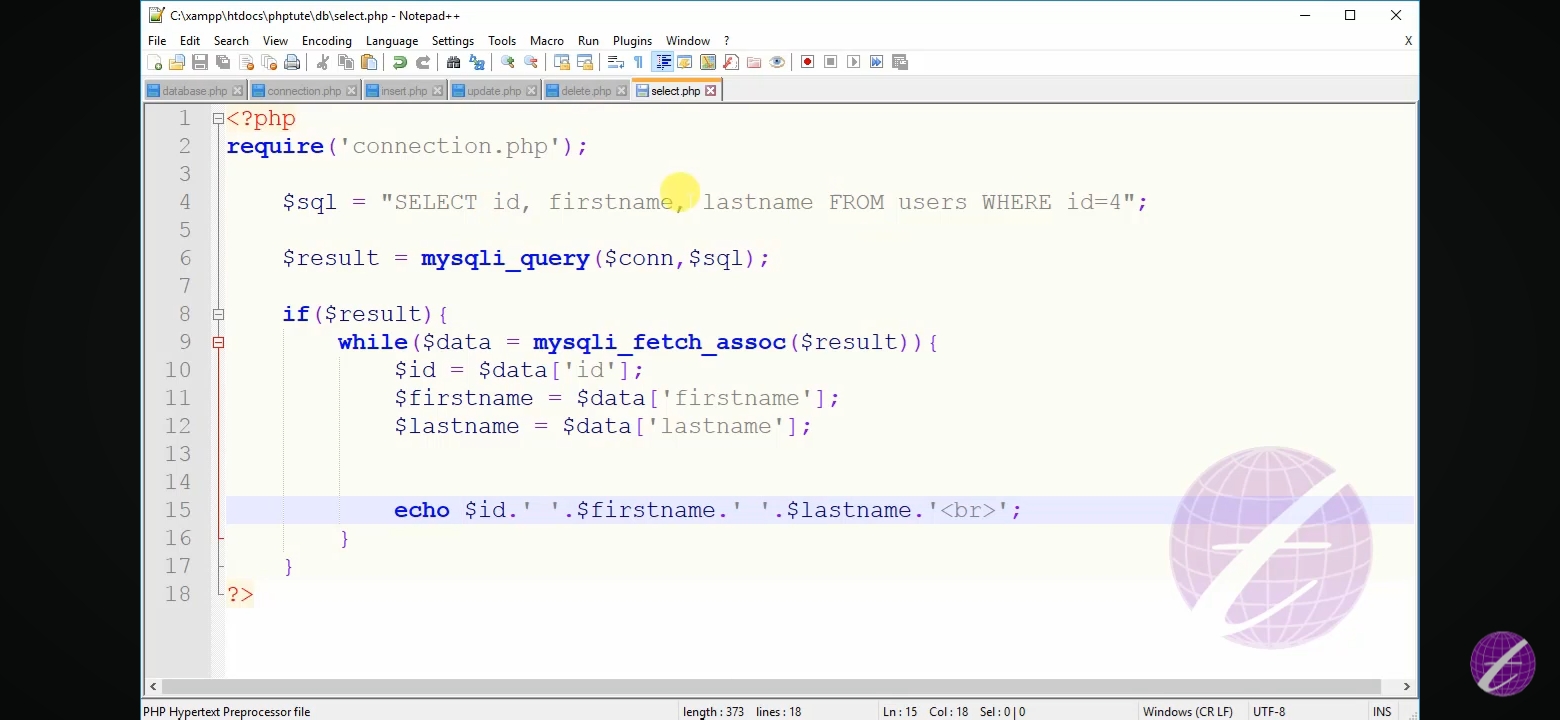 C:\xampp\htdocs\phptute\db\select.php - Notepad++
File Edit Search View Encoding Language Settings Tools Macro Run Plugins Window ? X
database.php connection.php insert.php update.php delete.php select.php
1 <?php
2 require('connection.php');
3
4 $sql = "SELECT id, firstname, lastname FROM users WHERE id=4";
5
6 $result = mysqli_query($conn,$sql);
7
8 if($result){
9 while($data = mysqli_fetch_assoc($result)){
10 $id = $data['id'];
11 $firstname = $data['firstname'];
12 $lastname = $data['lastname'];
13
14
15 echo $id.' '.$firstname.' '.$lastname.'<br>';
16 }
17 }
18 ?>
PHP Hypertext Preprocessor file length : 373 lines : 18 Ln : 15 Col : 18 Sel : 0 | 0 Windows (CR LF) UTF-8 INS